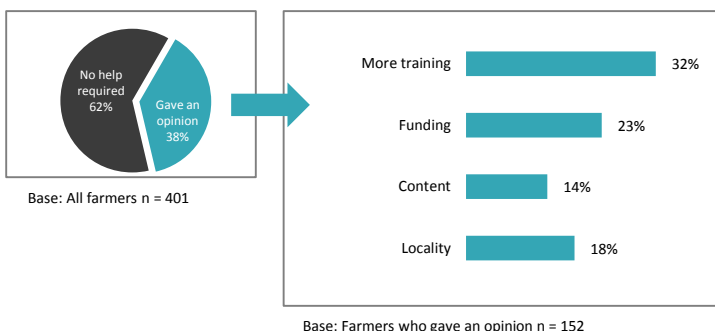 No help
required
62%
Gave an
opinion
38%
Base: All farmers n = 401
More training 32%
Funding 23%
Content 14%
Locality 18%
Base: Farmers who gave an opinion n = 152